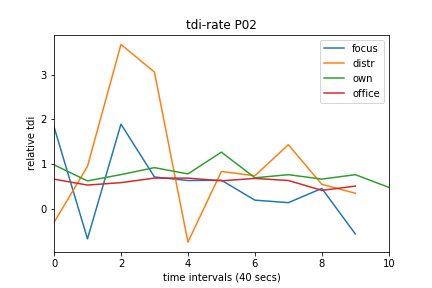 tdi-rate P02
focus
distr
own
office
relative tdi
3
2
1
0
0 2 4 6 8 10
time intervals (40 secs)